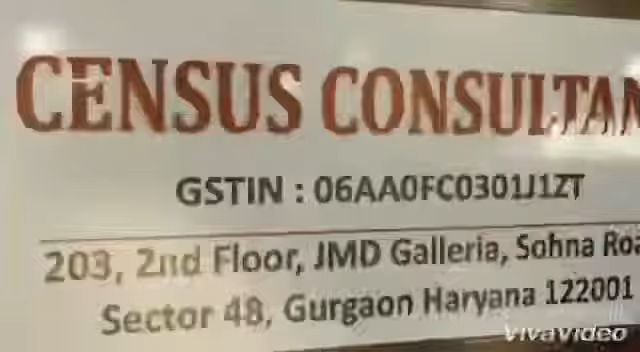 CENSUS CONSULTAN
GSTIN : 06AA0FC0301J1ZT
203, 2nd Floor, JMD Galleria, Sohna Roa
Sector 48, Gurgaon Haryana 122001
VivaVideo